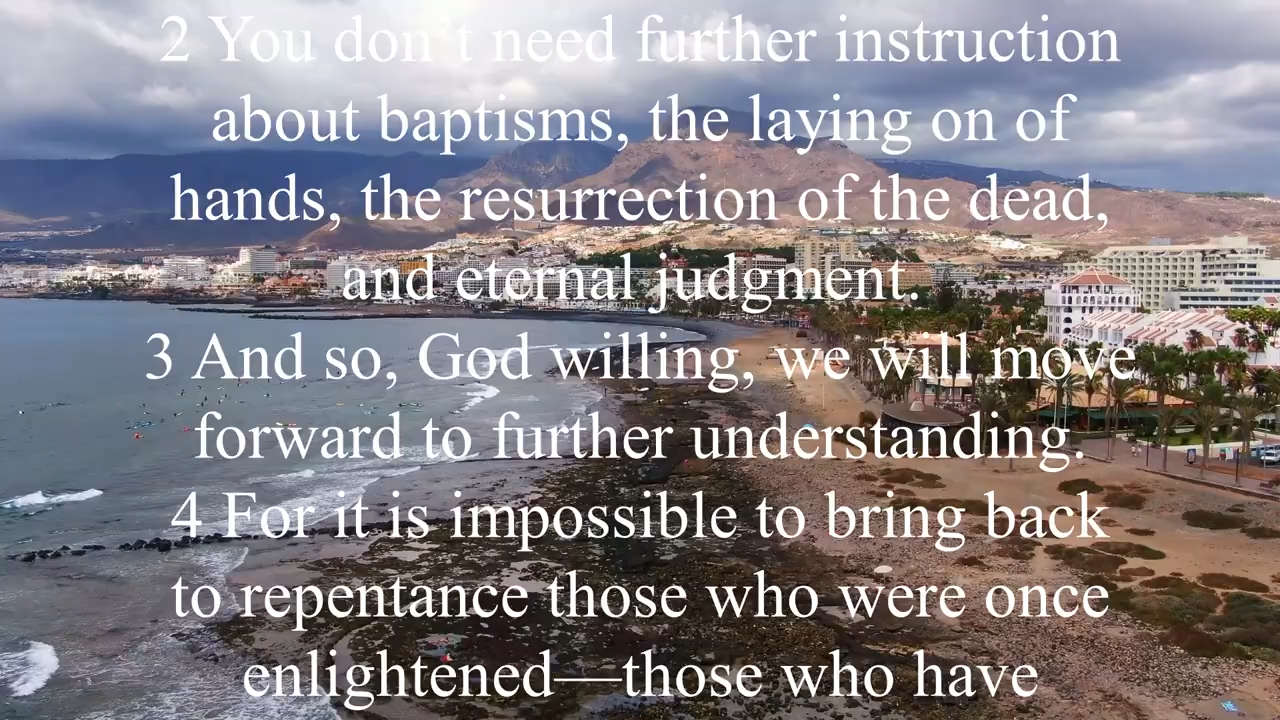 2 You don't need further instruction
about baptisms, the laying on of
hands, the resurrection of the dead,
and eternal judgment.
3 And so, God willing, we will move
forward to further understanding.
4 For it is impossible to bring back
to repentance those who were once
enlightened—those who have